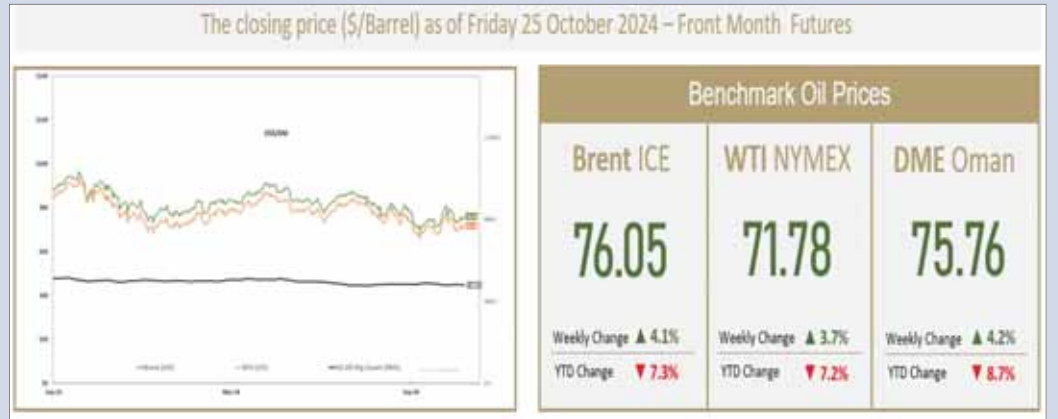 The closing price ($/Barrel) as of Friday 25 October 2024 – Front Month Futures
Benchmark Oil Prices
Brent ICE
76.05
Weekly Change ▲ 4.1%
YTD Change ▼ 7.3%
WTI NYMEX
71.78
Weekly Change ▲ 3.7%
YTD Change ▼ 7.2%
DME Oman
75.76
Weekly Change ▲ 4.2%
YTD Change ▼ 8.7%